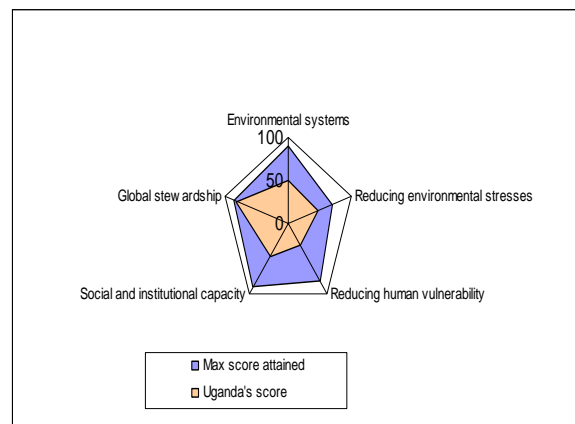 Environmental systems
100
50
0
Global stew ardship
Reducing environmental stresses
Social and institutional capacity
Reducing human vulnerability
Max score attained
Uganda's score